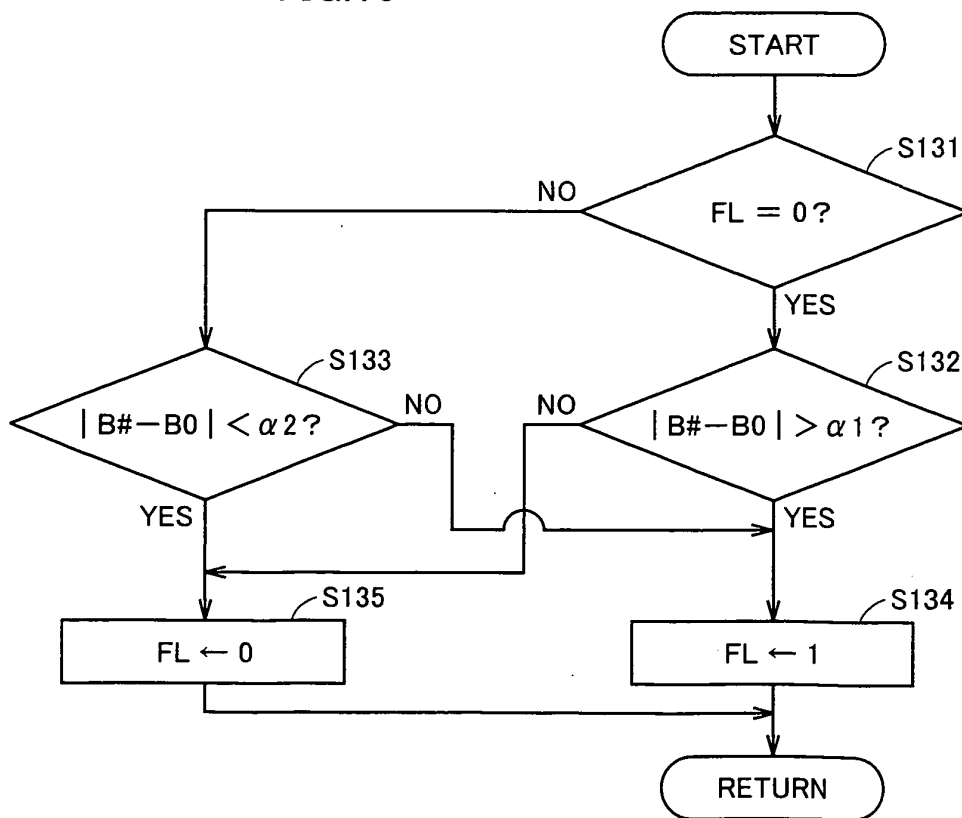 START
S131
FL = 0?
NO
YES
S133
|B#−B0| < α2?
NO
YES
S132
|B#−B0| > α1?
NO
YES
S135
FL ← 0
S134
FL ← 1
RETURN